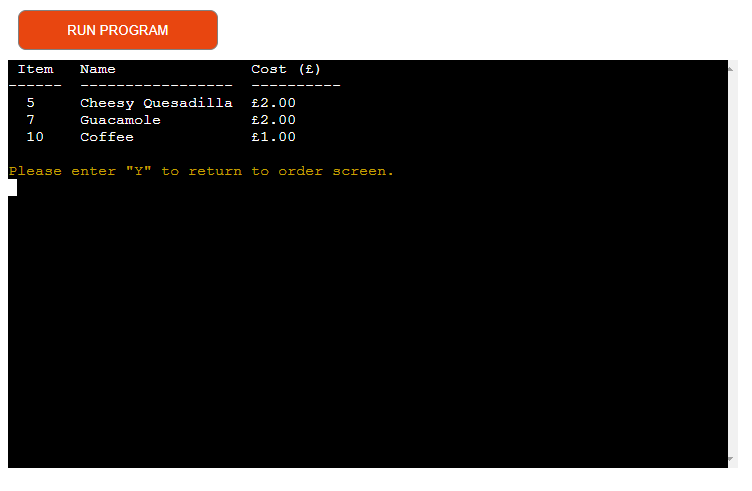 RUN PROGRAM
Item Name Cost (£)
------ ----------------- ----------
5 Cheesy Quesadilla £2.00
7 Guacamole £2.00
10 Coffee £1.00
Please enter "Y" to return to order screen.